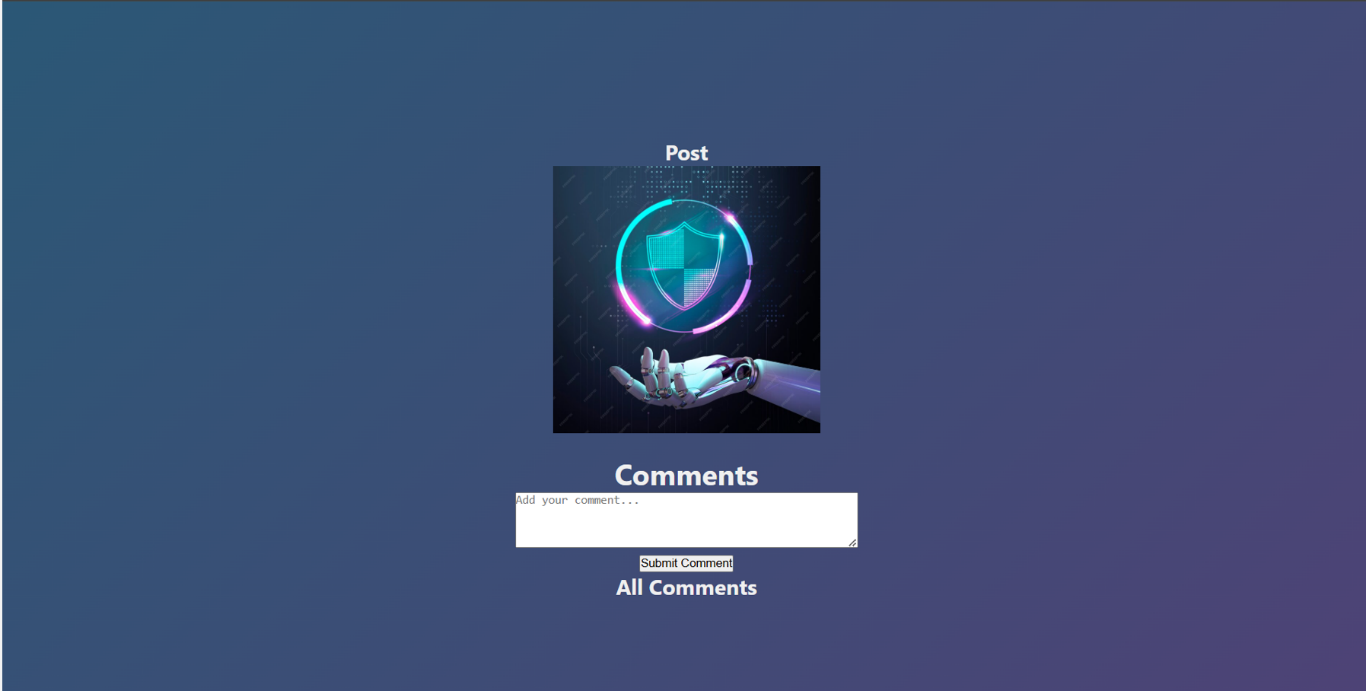 Post
Comments
Add your comment...
Submit Comment
All Comments